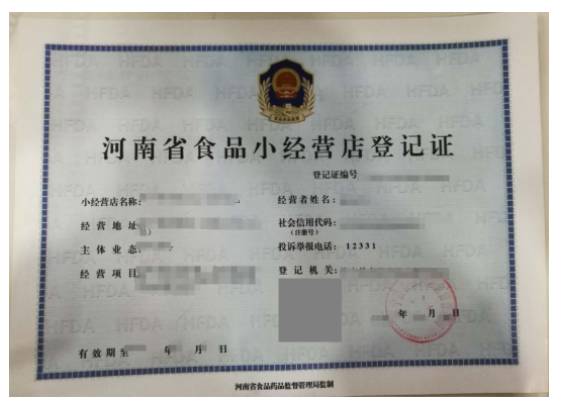 河南省食品小经营店登记证
登记证编号
小经营店名称:
经营者姓名:
经营地址
社会信用代码:
(注册号)
主体业态:
投诉举报电话: 12331
经营项目
登记机关:
年 月 日
有效期至 年 月 日
河南省食品药品监督管理局监制